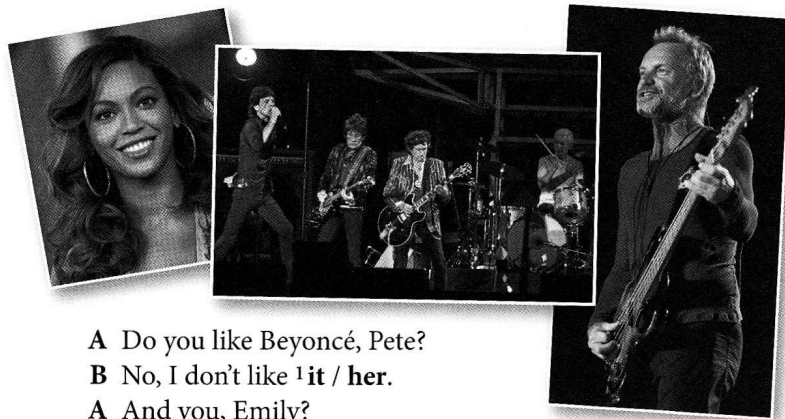 A Do you like Beyoncé, Pete?
B No, I don't like ¹ it / her.
A And you, Emily?